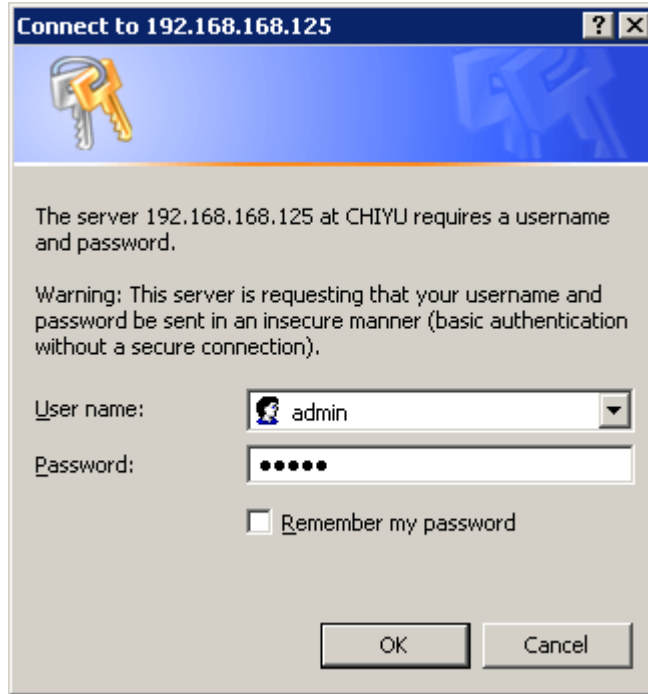 Connect to 192.168.168.125
The server 192.168.168.125 at CHIYU requires a username
and password.
Warning: This server is requesting that your username and
password be sent in an insecure manner (basic authentication
without a secure connection).
User name:
admin
Password:
●●●●●
Remember my password
OK
Cancel